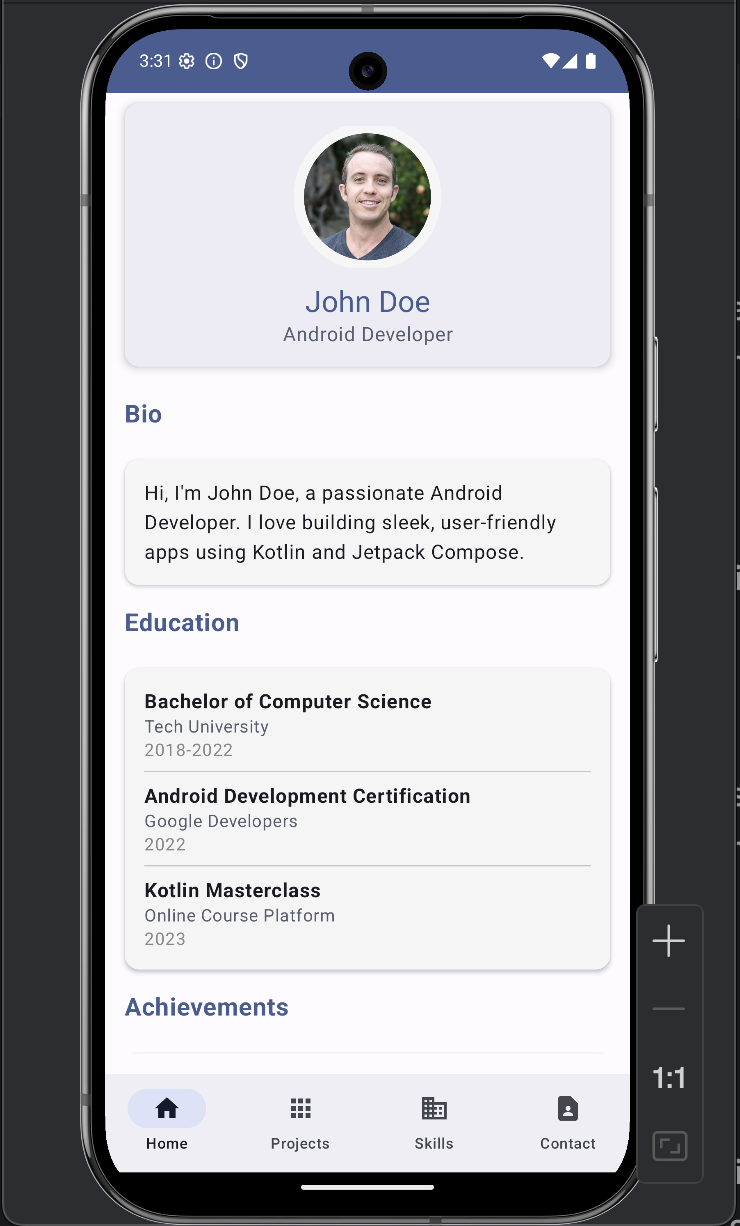 3:31
John Doe
Android Developer
Bio
Hi, I'm John Doe, a passionate Android
Developer. I love building sleek, user-friendly
apps using Kotlin and Jetpack Compose.
Education
Bachelor of Computer Science
Tech University
2018-2022
Android Development Certification
Google Developers
2022
Kotlin Masterclass
Online Course Platform
2023
Achievements
Home Projects Skills Contact
1:1